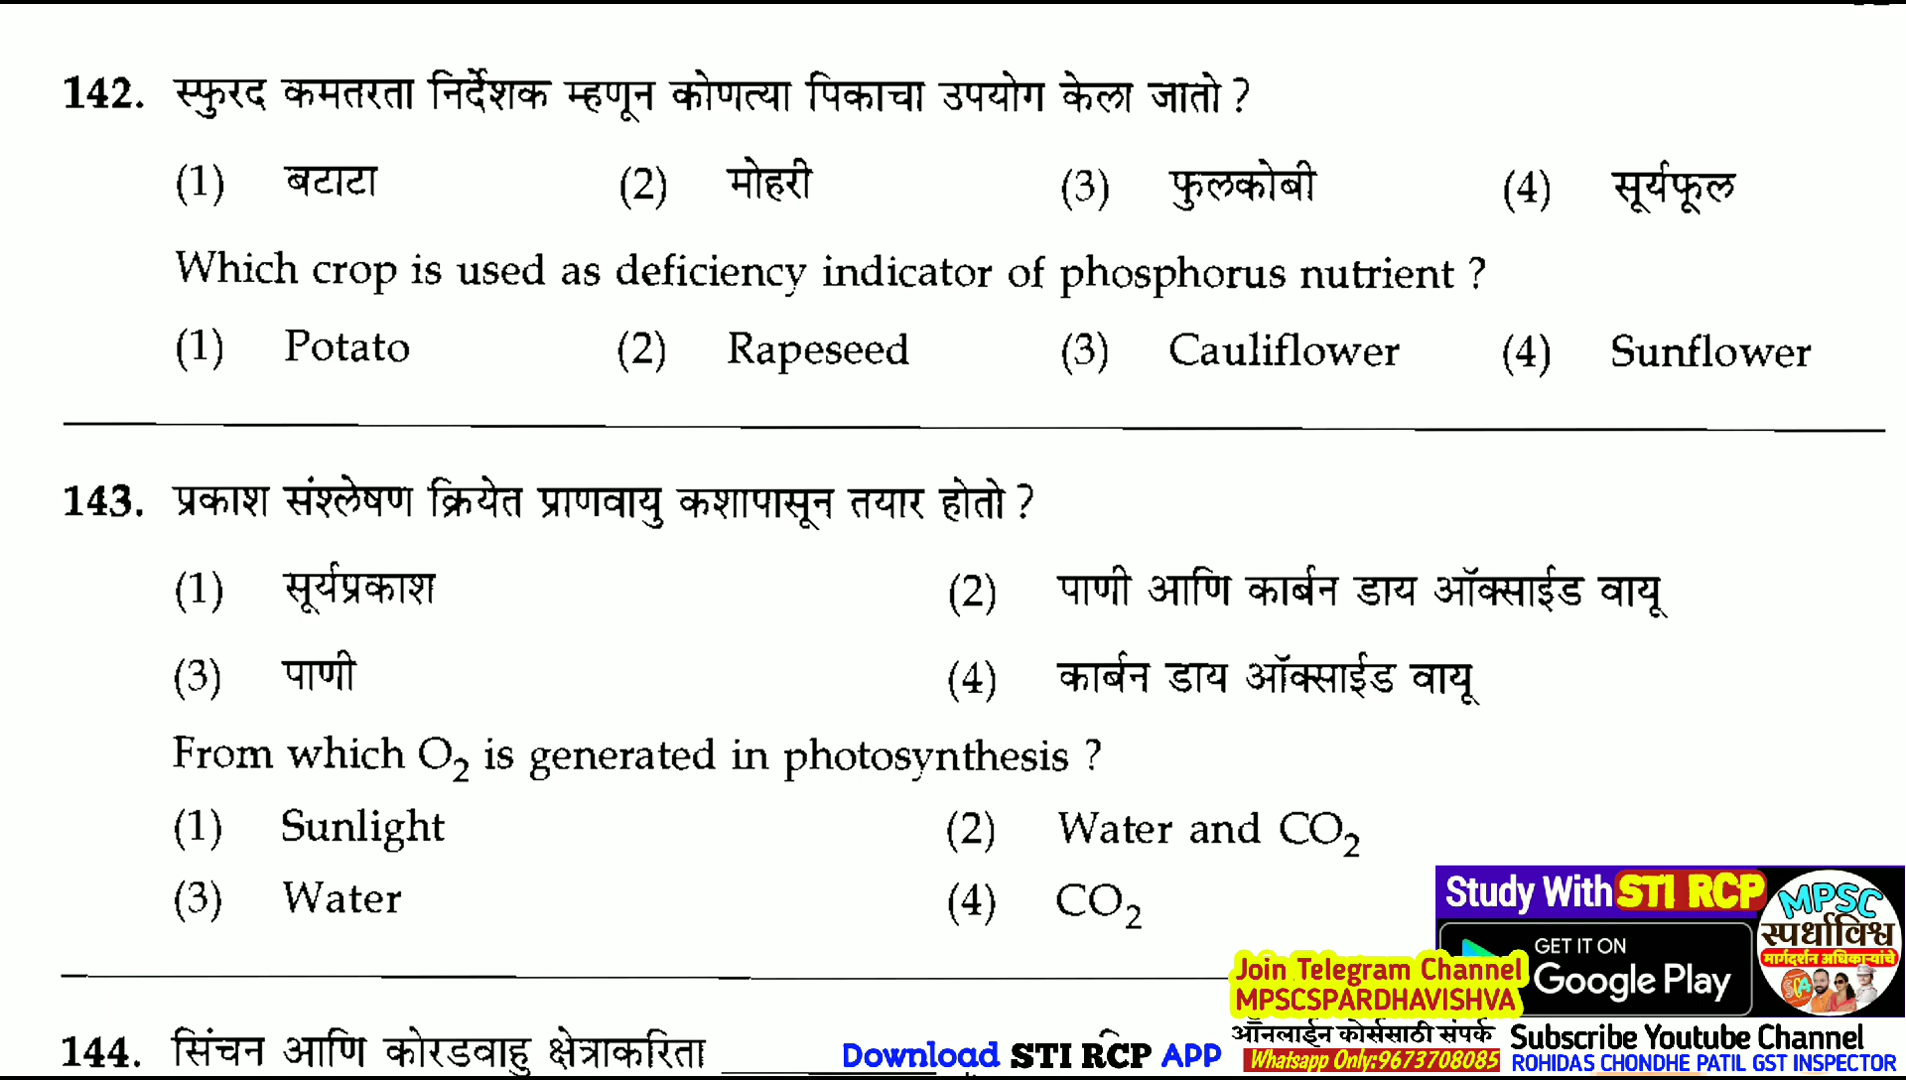 142. स्फुरद कमतरता निर्देशक म्हणून कोणत्या पिकाचा उपयोग केला जातो ?
(1) बटाटा (2) मोहरी (3) फुलकोबी (4) सूर्यफूल
Which crop is used as deficiency indicator of phosphorus nutrient ?
(1) Potato (2) Rapeseed (3) Cauliflower (4) Sunflower
143. प्रकाश संश्लेषण क्रियेत प्राणवायु कशापासून तयार होतो ?
(1) सूर्यप्रकाश (2) पाणी आणि कार्बन डाय ऑक्साईड वायू
(3) पाणी (4) कार्बन डाय ऑक्साईड वायू
From which O₂ is generated in photosynthesis ?
(1) Sunlight (2) Water and CO₂
(3) Water (4) CO₂
Study With STI RCP
MPSC
स्पर्धाविश्व
मार्गदर्शन अधिकाऱ्यांचे
GET IT ON
Google Play
Join Telegram Channel
MPSCSPARDHAVISHVA
144. सिंचन आणि कोरडवाहु क्षेत्राकरिता
Download STI RCP APP
ऑनलाईन कोर्ससाठी संपर्क
Whatsapp Only:9673708085
Subscribe Youtube Channel
ROHIDAS CHONDHE PATIL GST INSPECTOR